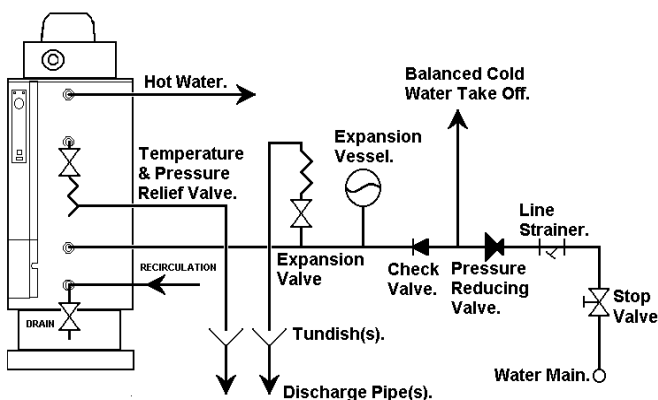 Hot Water.
Balanced Cold
Water Take Off.
Temperature
& Pressure
Relief Valve.
Expansion
Vessel.
Line
Strainer.
RECIRCULATION
Expansion
Valve
Check
Valve.
Pressure
Reducing
Valve.
Stop
Valve
DRAIN
Tundish(s).
Water Main.
Discharge Pipe(s).